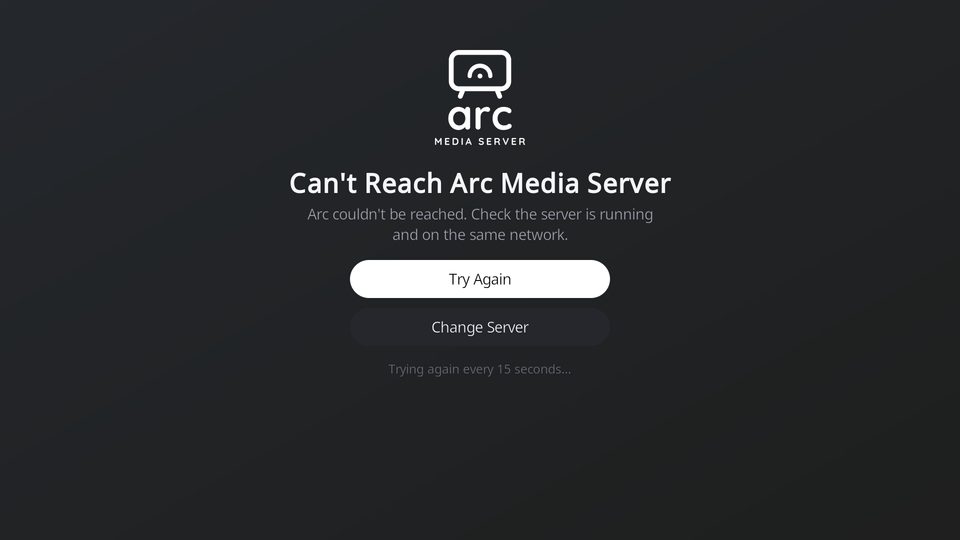 arc
MEDIA SERVER
Can't Reach Arc Media Server
Arc couldn't be reached. Check the server is running
and on the same network.
Try Again
Change Server
Trying again every 15 seconds...